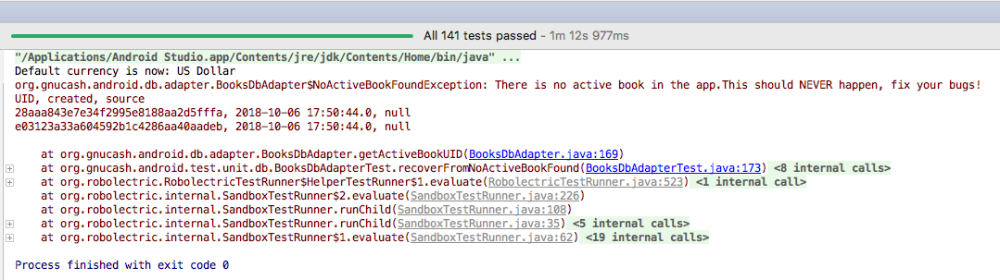 All 141 tests passed - 1m 12s 977ms
"/Applications/Android Studio.app/Contents/jre/jdk/Contents/Home/bin/java" ...
Default currency is now: US Dollar
org.gnucash.android.db.adapter.BooksDbAdapter$NoActiveBookFoundException: There is no active book in the app.This should NEVER happen, fix your bugs!
UID, created, source
28aaa843e7e34f2995e8188aa2d5fffa, 2018-10-06 17:50:44.0, null
e03123a33a604592b1c4286aa40aadeb, 2018-10-06 17:50:44.0, null
at org.gnucash.android.db.adapter.BooksDbAdapter.getActiveBookUID(BooksDbAdapter.java:169)
at org.gnucash.android.test.unit.db.BooksDbAdapterTest.recoverFromNoActiveBookFound(BooksDbAdapterTest.java:173) <8 internal calls>
at org.robolectric.RobolectricTestRunner$HelperTestRunner$1.evaluate(RobolectricTestRunner.java:523) <1 internal call>
at org.robolectric.internal.SandboxTestRunner$2.evaluate(SandboxTestRunner.java:226)
at org.robolectric.internal.SandboxTestRunner.runChild(SandboxTestRunner.java:108)
at org.robolectric.internal.SandboxTestRunner.runChild(SandboxTestRunner.java:35) <5 internal calls>
at org.robolectric.internal.SandboxTestRunner$1.evaluate(SandboxTestRunner.java:62) <19 internal calls>
Process finished with exit code 0